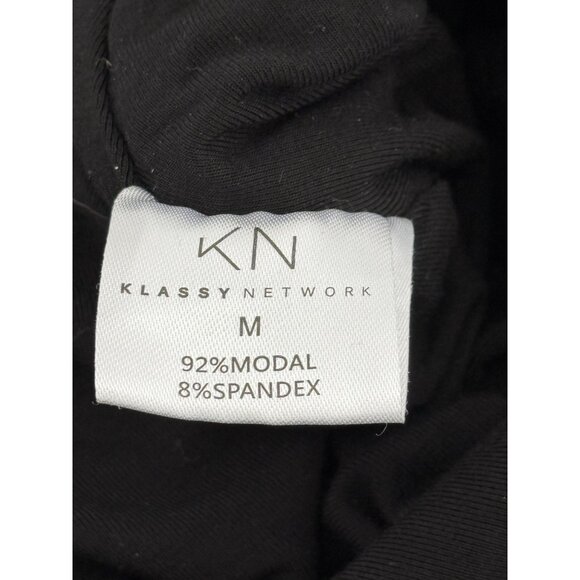 KN
KLASSY NETWORK
M
92%MODAL
8%SPANDEX